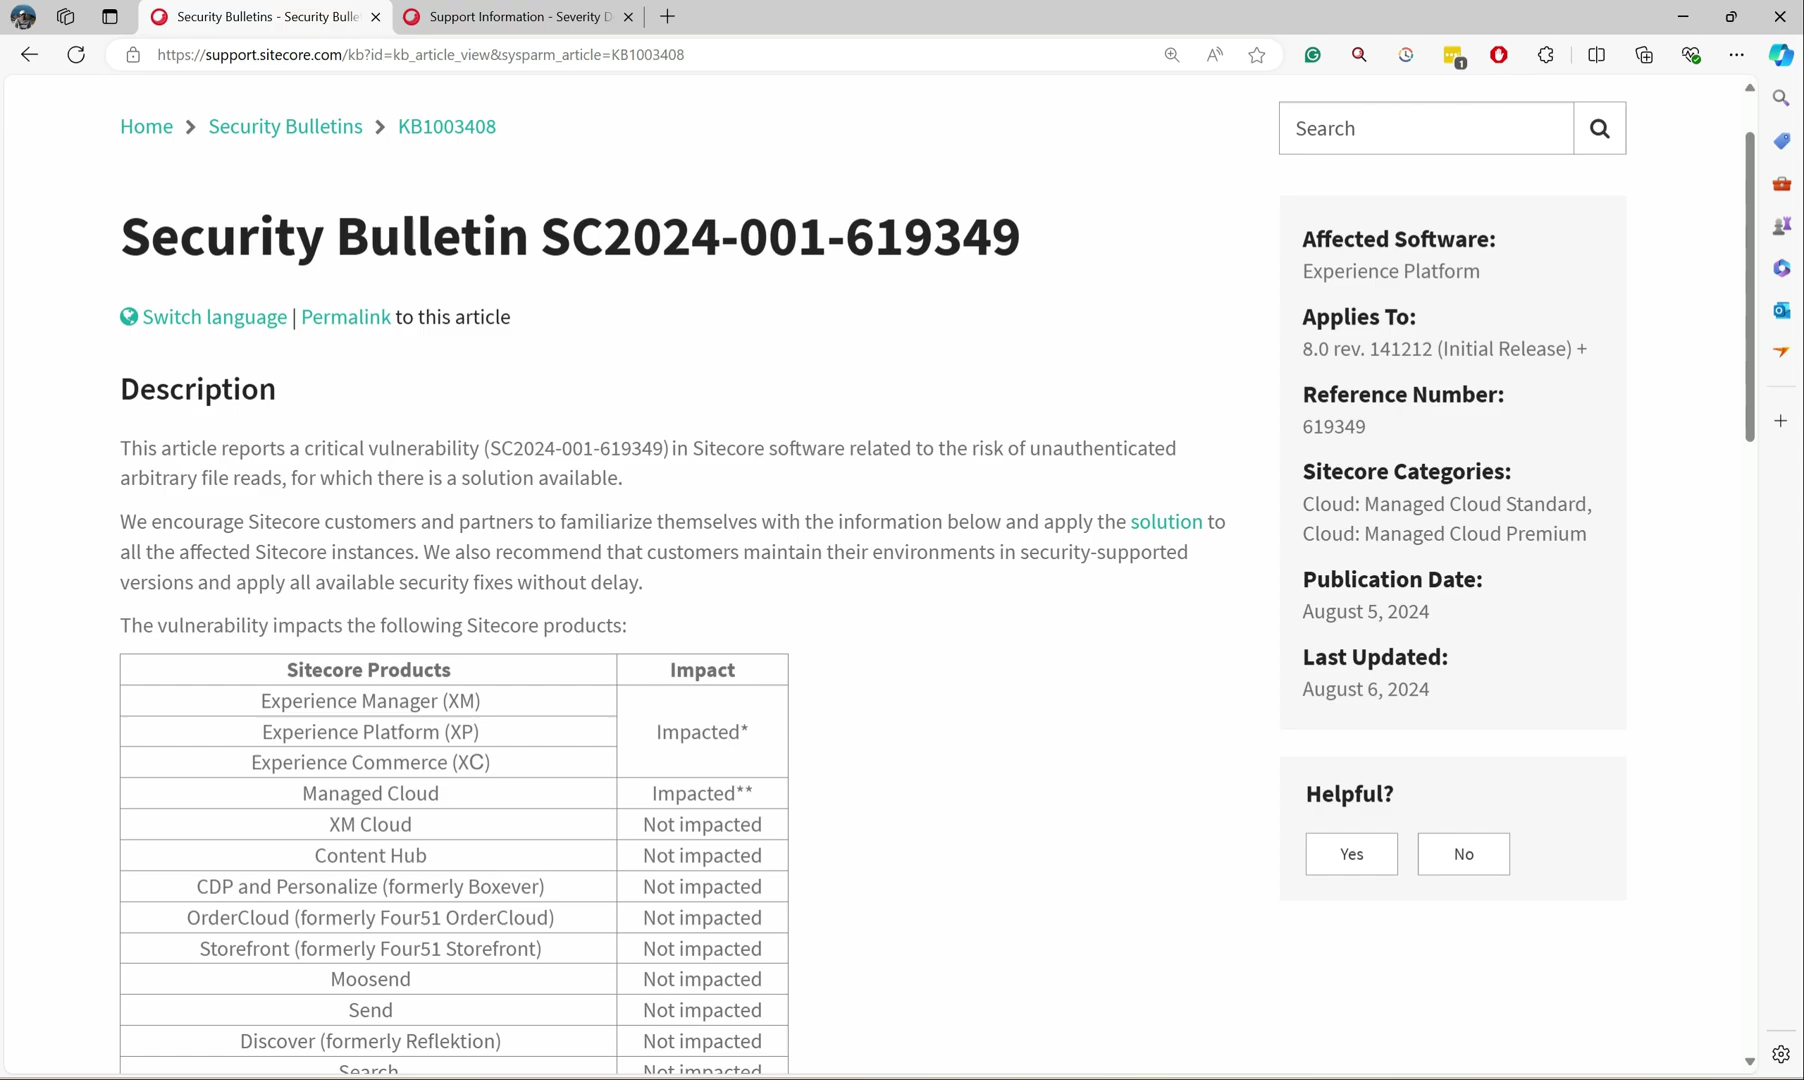 Security Bulletins - Security Bulle
Support Information - Severity D
https://support.sitecore.com/kb?id=kb_article_view&sysparm_article=KB1003408
1
Home > Security Bulletins > KB1003408
Search
Security Bulletin SC2024-001-619349
Switch language | Permalink to this article
Description
This article reports a critical vulnerability (SC2024-001-619349) in Sitecore software related to the risk of unauthenticated
arbitrary file reads, for which there is a solution available.
We encourage Sitecore customers and partners to familiarize themselves with the information below and apply the solution to
all the affected Sitecore instances. We also recommend that customers maintain their environments in security-supported
versions and apply all available security fixes without delay.
The vulnerability impacts the following Sitecore products:
Sitecore Products Impact
Experience Manager (XM)
Experience Platform (XP) Impacted*
Experience Commerce (XC)
Managed Cloud Impacted**
XM Cloud Not impacted
Content Hub Not impacted
CDP and Personalize (formerly Boxever) Not impacted
OrderCloud (formerly Four51 OrderCloud) Not impacted
Storefront (formerly Four51 Storefront) Not impacted
Moosend Not impacted
Send Not impacted
Discover (formerly Reflektion) Not impacted
Search Not impacted
Affected Software:
Experience Platform
Applies To:
8.0 rev. 141212 (Initial Release) +
Reference Number:
619349
Sitecore Categories:
Cloud: Managed Cloud Standard,
Cloud: Managed Cloud Premium
Publication Date:
August 5, 2024
Last Updated:
August 6, 2024
Helpful?
Yes No